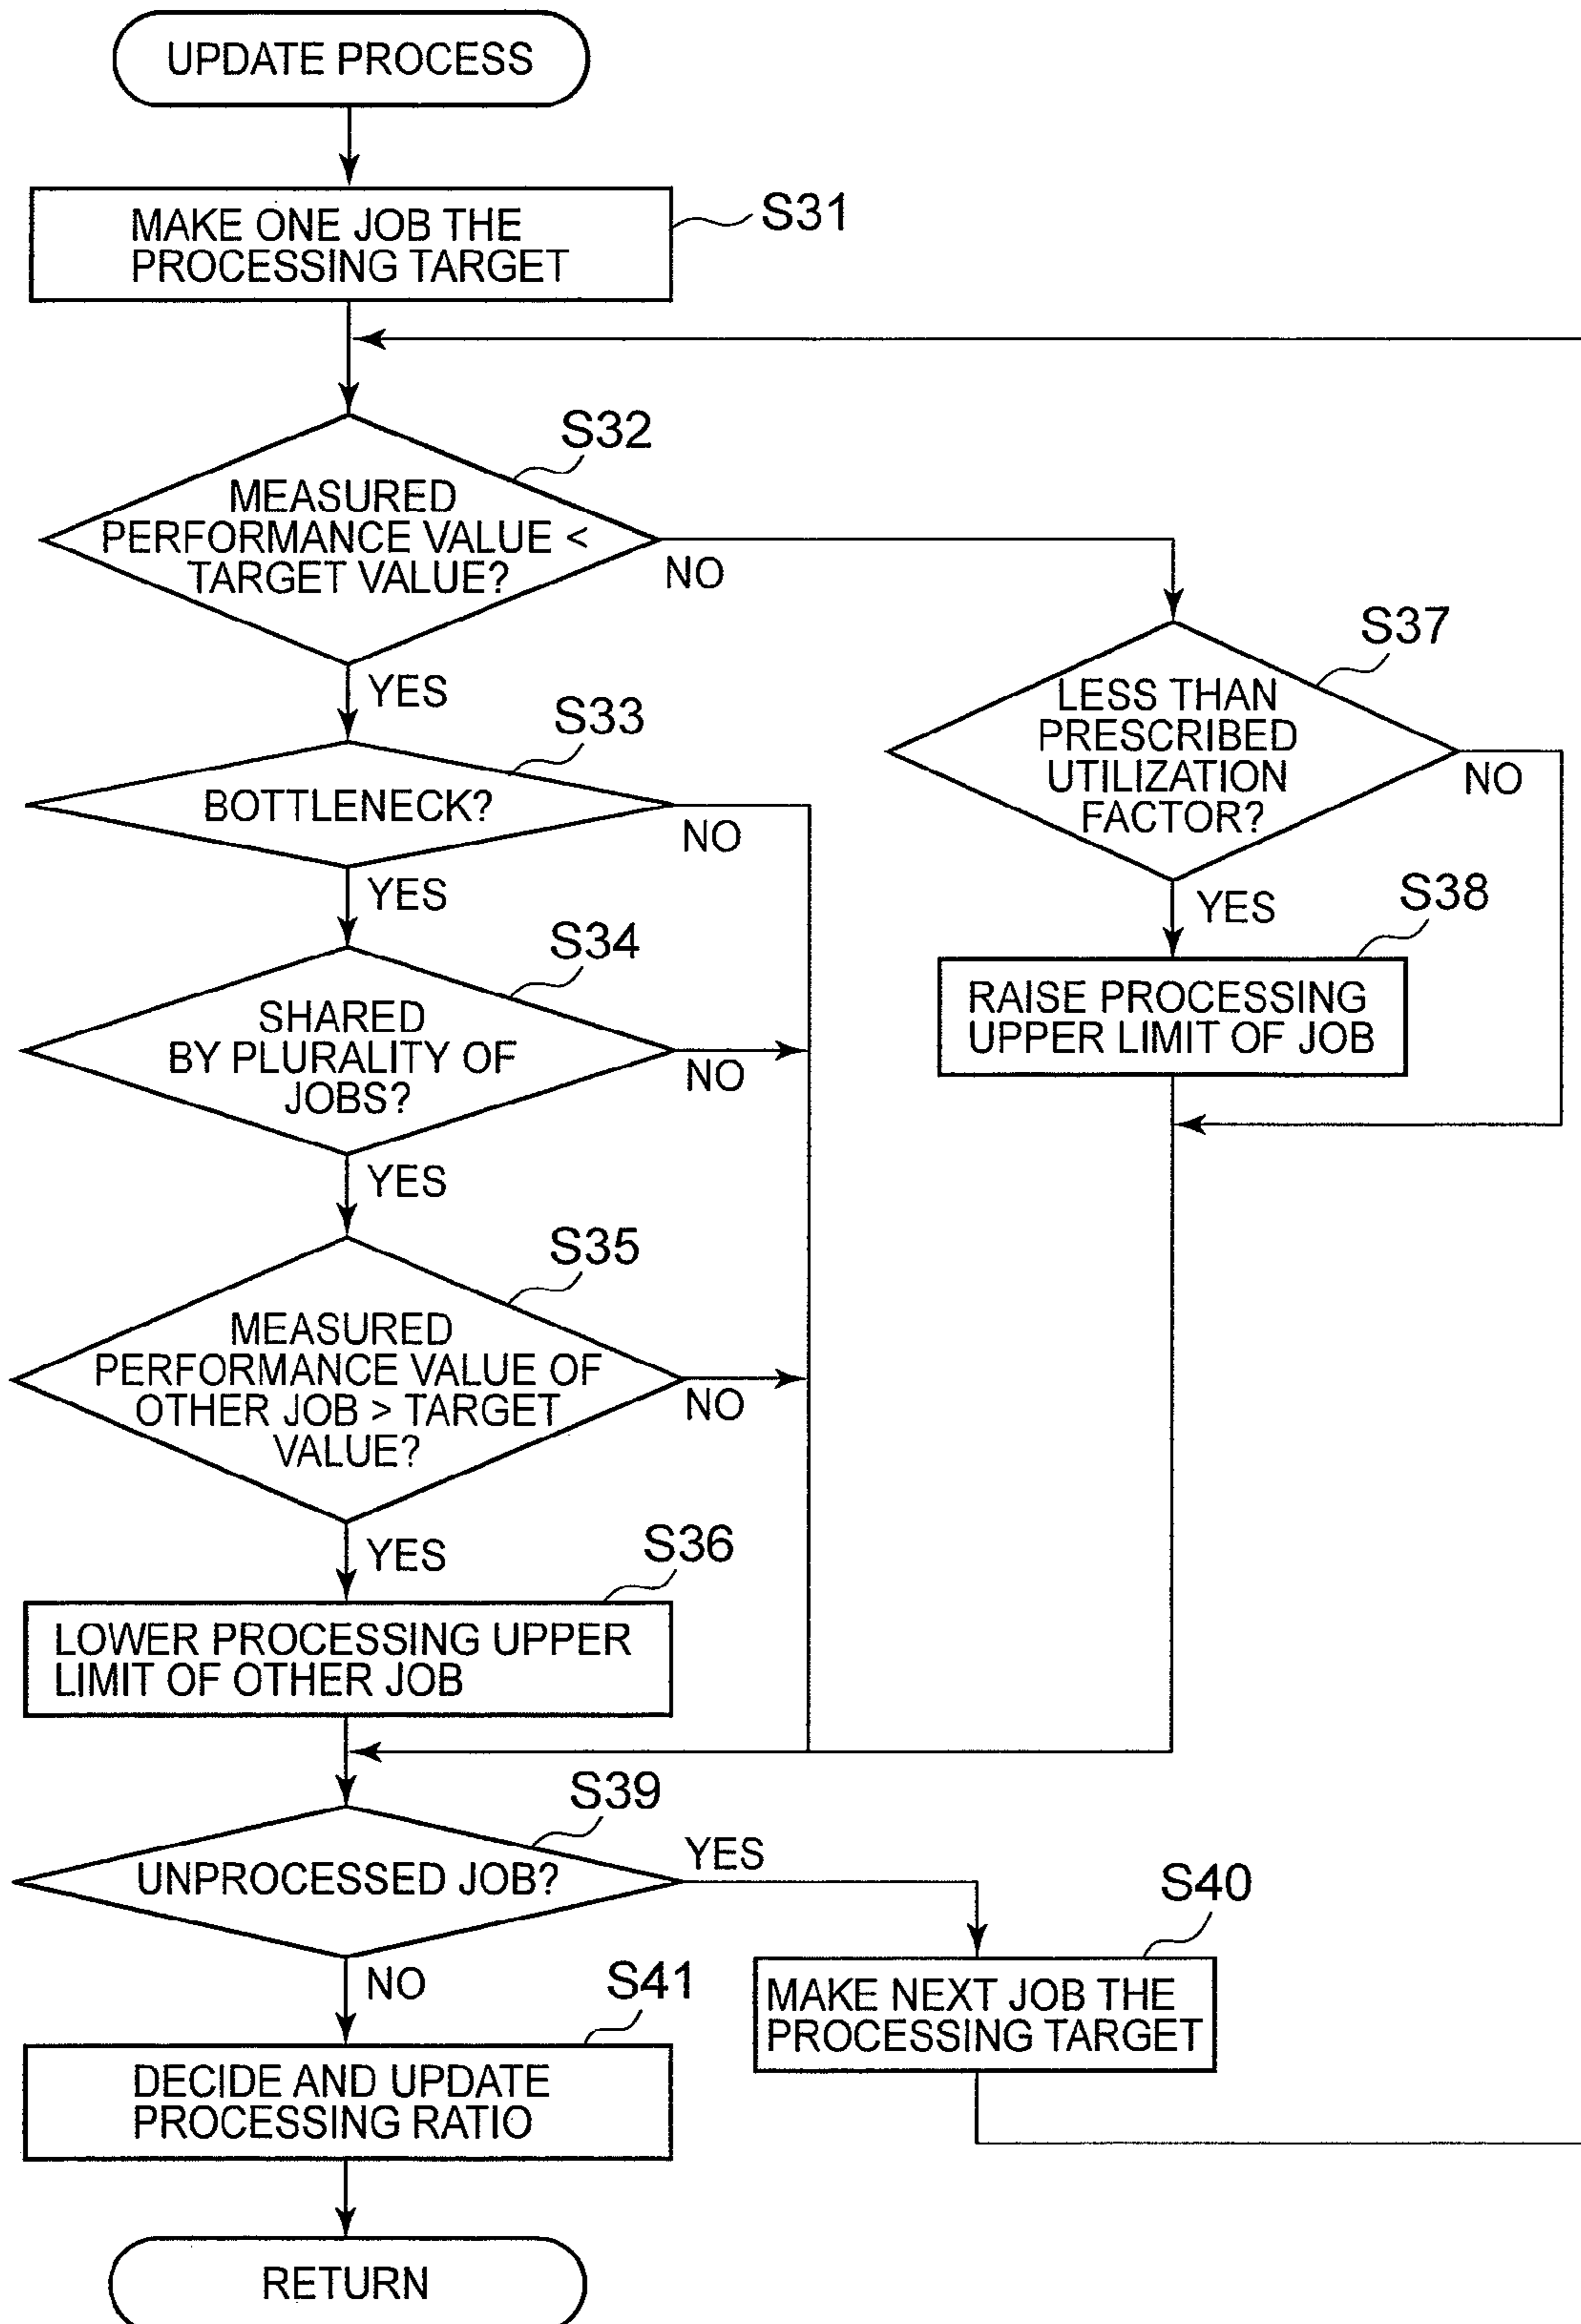 UPDATE PROCESS
MAKE ONE JOB THE
PROCESSING TARGET
S31
S32
MEASURED
PERFORMANCE VALUE <
TARGET VALUE?
NO
YES
S37
LESS THAN
PRESCRIBED
UTILIZATION
FACTOR?
NO
YES
S38
RAISE PROCESSING
UPPER LIMIT OF JOB
S33
BOTTLENECK?
NO
YES
S34
SHARED
BY PLURALITY OF
JOBS?
NO
YES
S35
MEASURED
PERFORMANCE VALUE OF
OTHER JOB > TARGET
VALUE?
NO
YES
S36
LOWER PROCESSING UPPER
LIMIT OF OTHER JOB
S39
UNPROCESSED JOB?
YES
NO
S40
MAKE NEXT JOB THE
PROCESSING TARGET
S41
DECIDE AND UPDATE
PROCESSING RATIO
RETURN